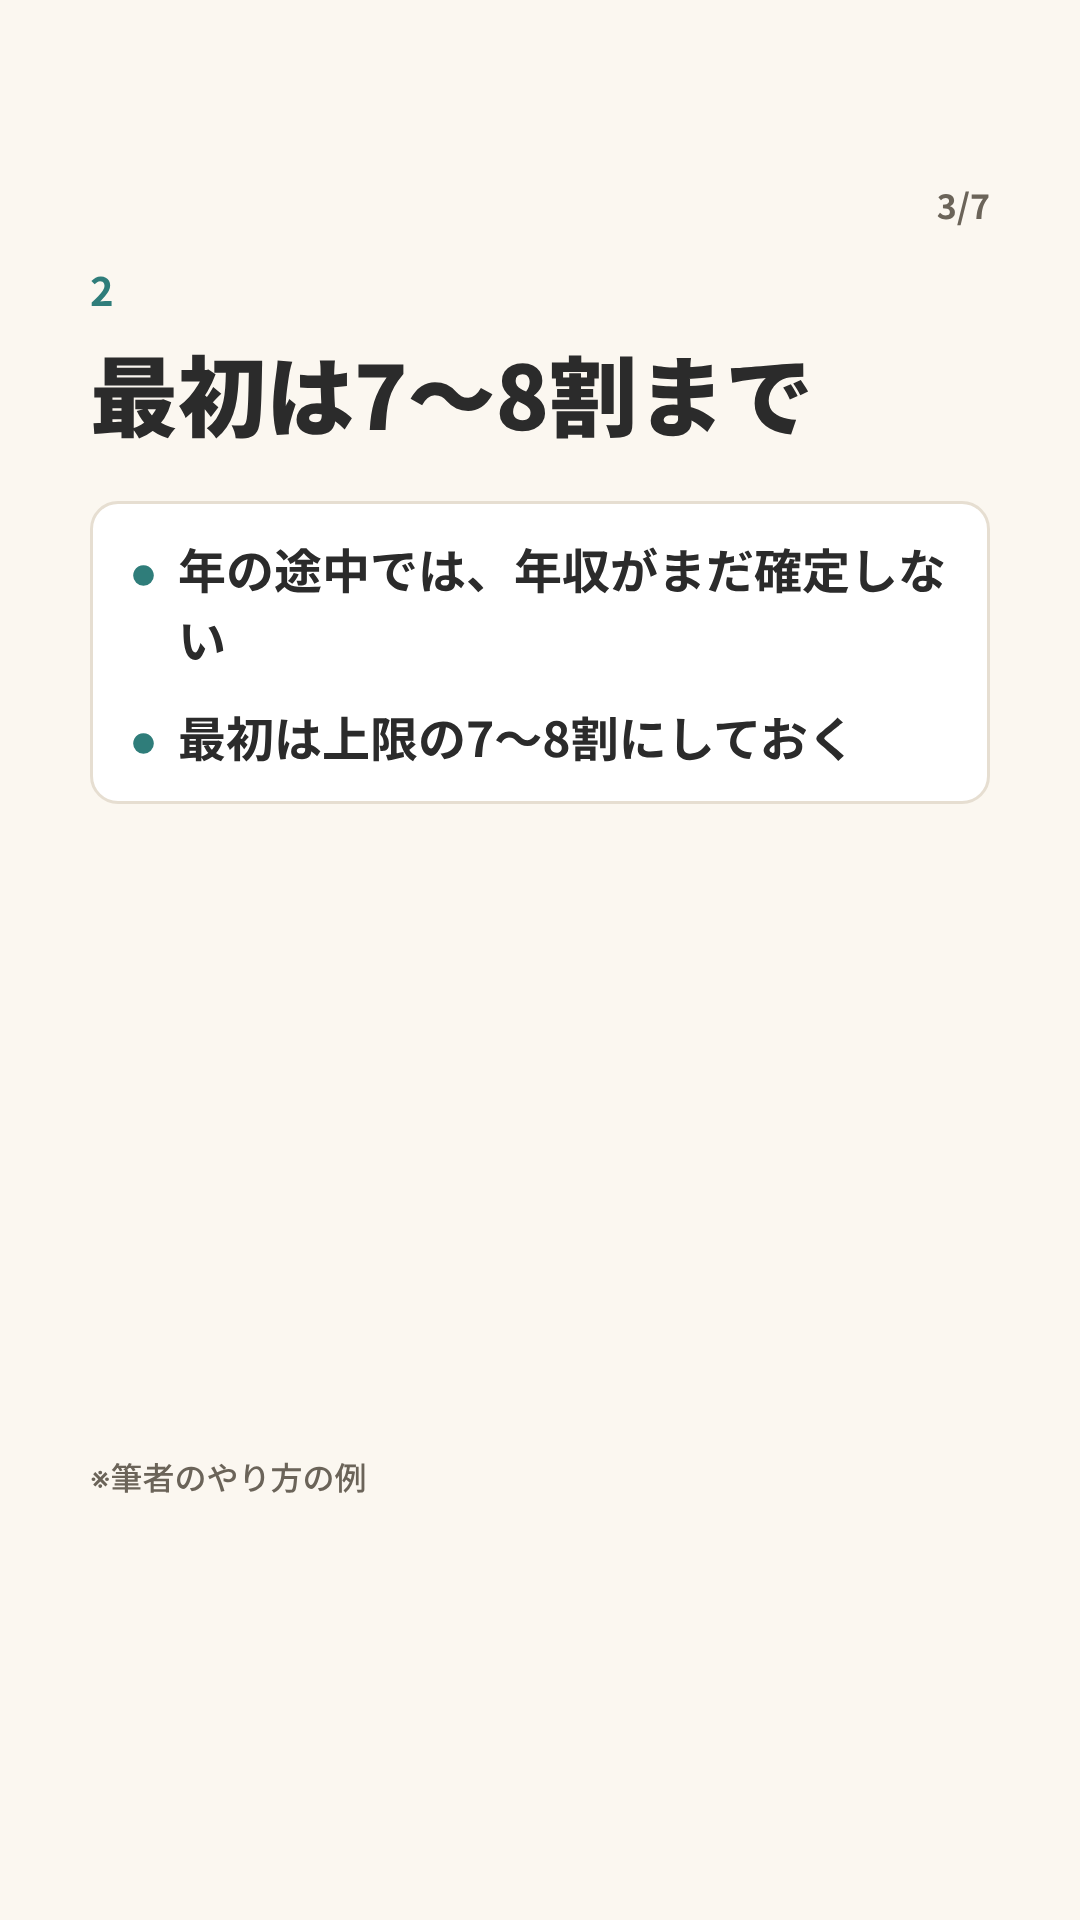 3/7
2
最初は7〜8割まで
年の途中では、年収がまだ確定しな
い
最初は上限の7〜8割にしておく
※筆者のやり方の例